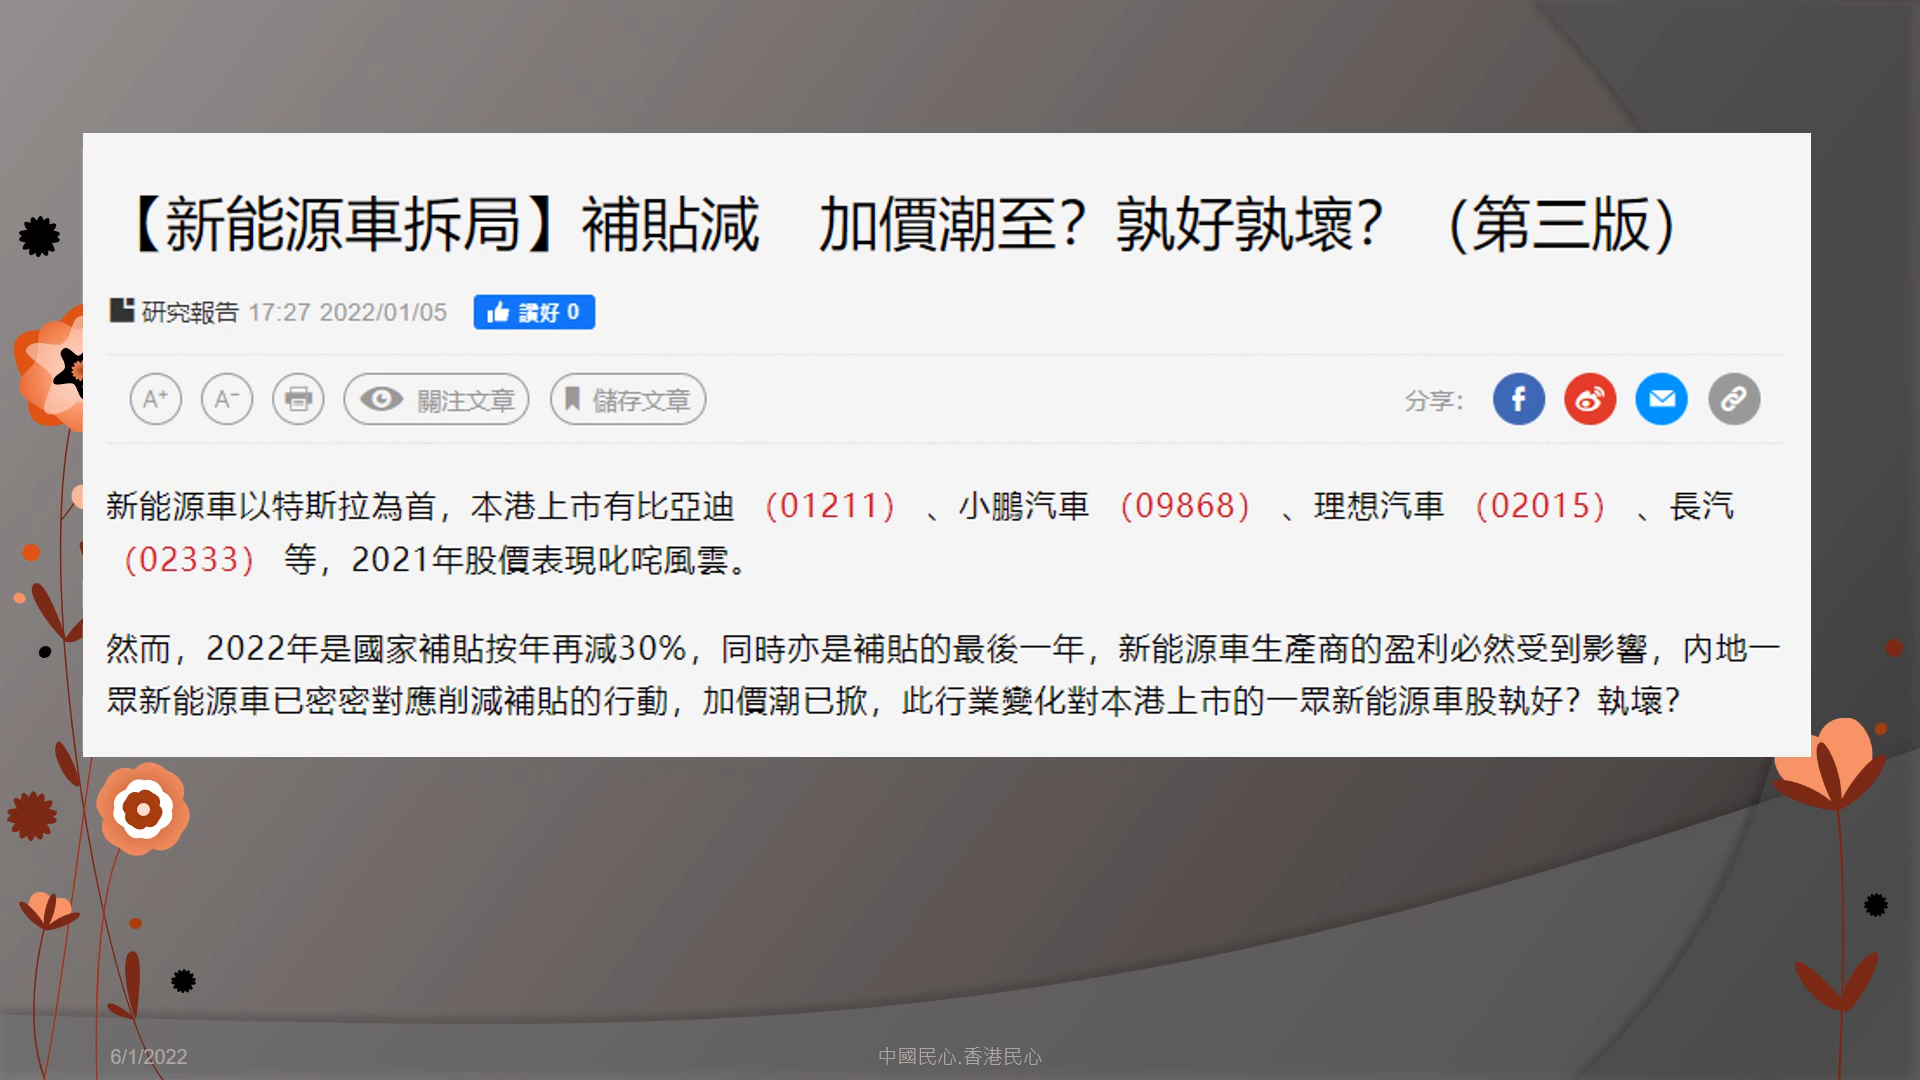 【新能源車拆局】補貼減　加價潮至？孰好孰壞？（第三版）
研究報告 17:27 2022/01/05 讚好 0
A+ A− 關注文章 儲存文章 分享：
新能源車以特斯拉為首，本港上市有比亞迪 （01211） 、小鵬汽車 （09868） 、理想汽車 （02015） 、長汽
（02333） 等，2021年股價表現叱咤風雲。
然而，2022年是國家補貼按年再減30%，同時亦是補貼的最後一年，新能源車生產商的盈利必然受到影響，內地一
眾新能源車已密密對應削減補貼的行動，加價潮已掀，此行業變化對本港上市的一眾新能源車股執好？執壞？
6/1/2022
中國民心.香港民心